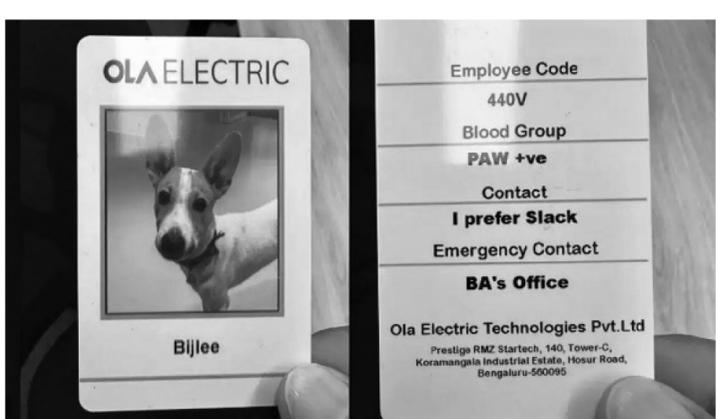 OLA ELECTRIC
Bijlee
Employee Code
440V
Blood Group
PAW +ve
Contact
I prefer Slack
Emergency Contact
BA's Office
Ola Electric Technologies Pvt.Ltd
Prestige RMZ Startech, 140, Tower-C,
Koramangala Industrial Estate, Hosur Road,
Bengaluru-560095